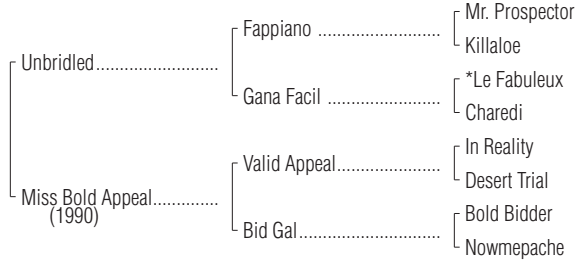 Mr. Prospector
Fappiano ........................
Killaloe
Unbridled........................
*Le Fabuleux
Gana Facil ......................
Charedi
In Reality
Valid Appeal....................
Desert Trial
Miss Bold Appeal.............
(1990)
Bold Bidder
Bid Gal...........................
Nowmepache